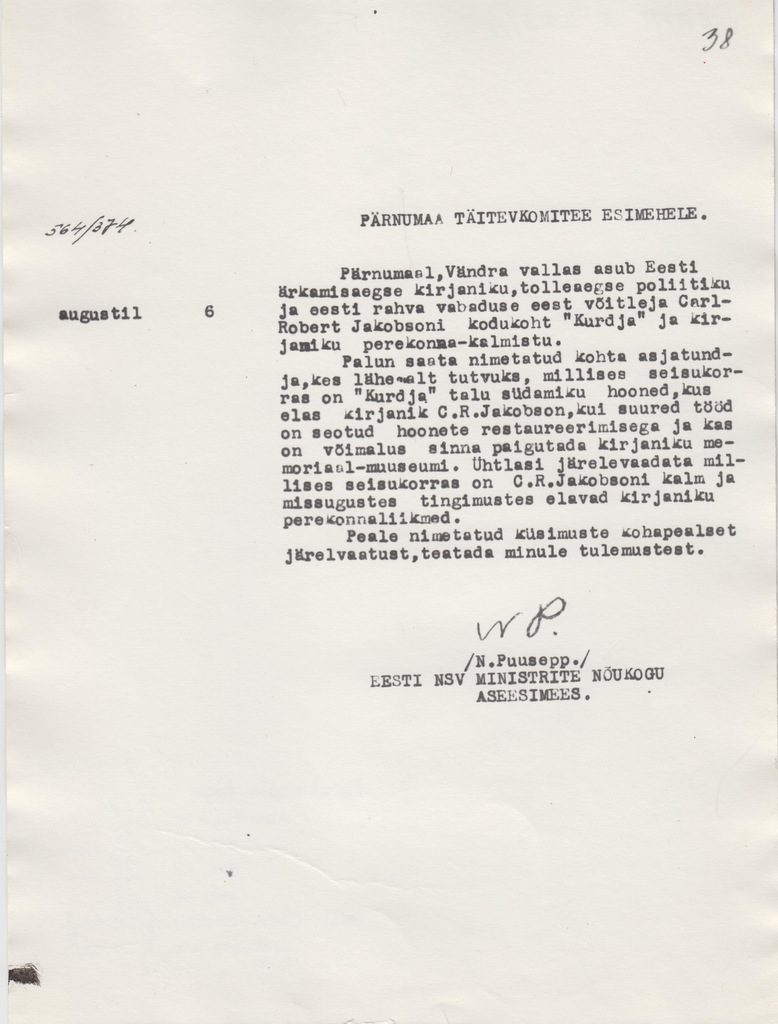 38
564/374.
PÄRNUMAA TÄITEVKOMITEE ESIMEHELE.
augustil 6
Pärnumaal,Vändra vallas asub Eesti
ärkamisaegse kirjaniku,tolleaegse poliitiku
ja eesti rahva vabaduse eest võitleja Carl-
Robert Jakobsoni kodukoht "Kurdja" ja kir-
janiku perekonna-kalmistu.
Palun saata nimetatud kohta asjatund-
ja,kes lähemalt tutvuks, millises seisukor-
ras on "Kurdja" talu südamiku hooned,kus
elas kirjanik C.R.Jakobson,kui suured tööd
on seotud hoonete restaureerimisega ja kas
on võimalus sinna paigutada kirjaniku me-
moriaal-muuseumi. Ühtlasi järelevaadata mil-
lises seisukorras on C.R.Jakobsoni kalm ja
missugustes tingimustes elavad kirjaniku
perekonnaliikmed.
Peale nimetatud küsimuste kohapealset
järelvaatust,teatada minule tulemustest.
N P.
/N.Puusepp./
EESTI NSV MINISTRITE NÕUKOGU
ASEESIMEES.